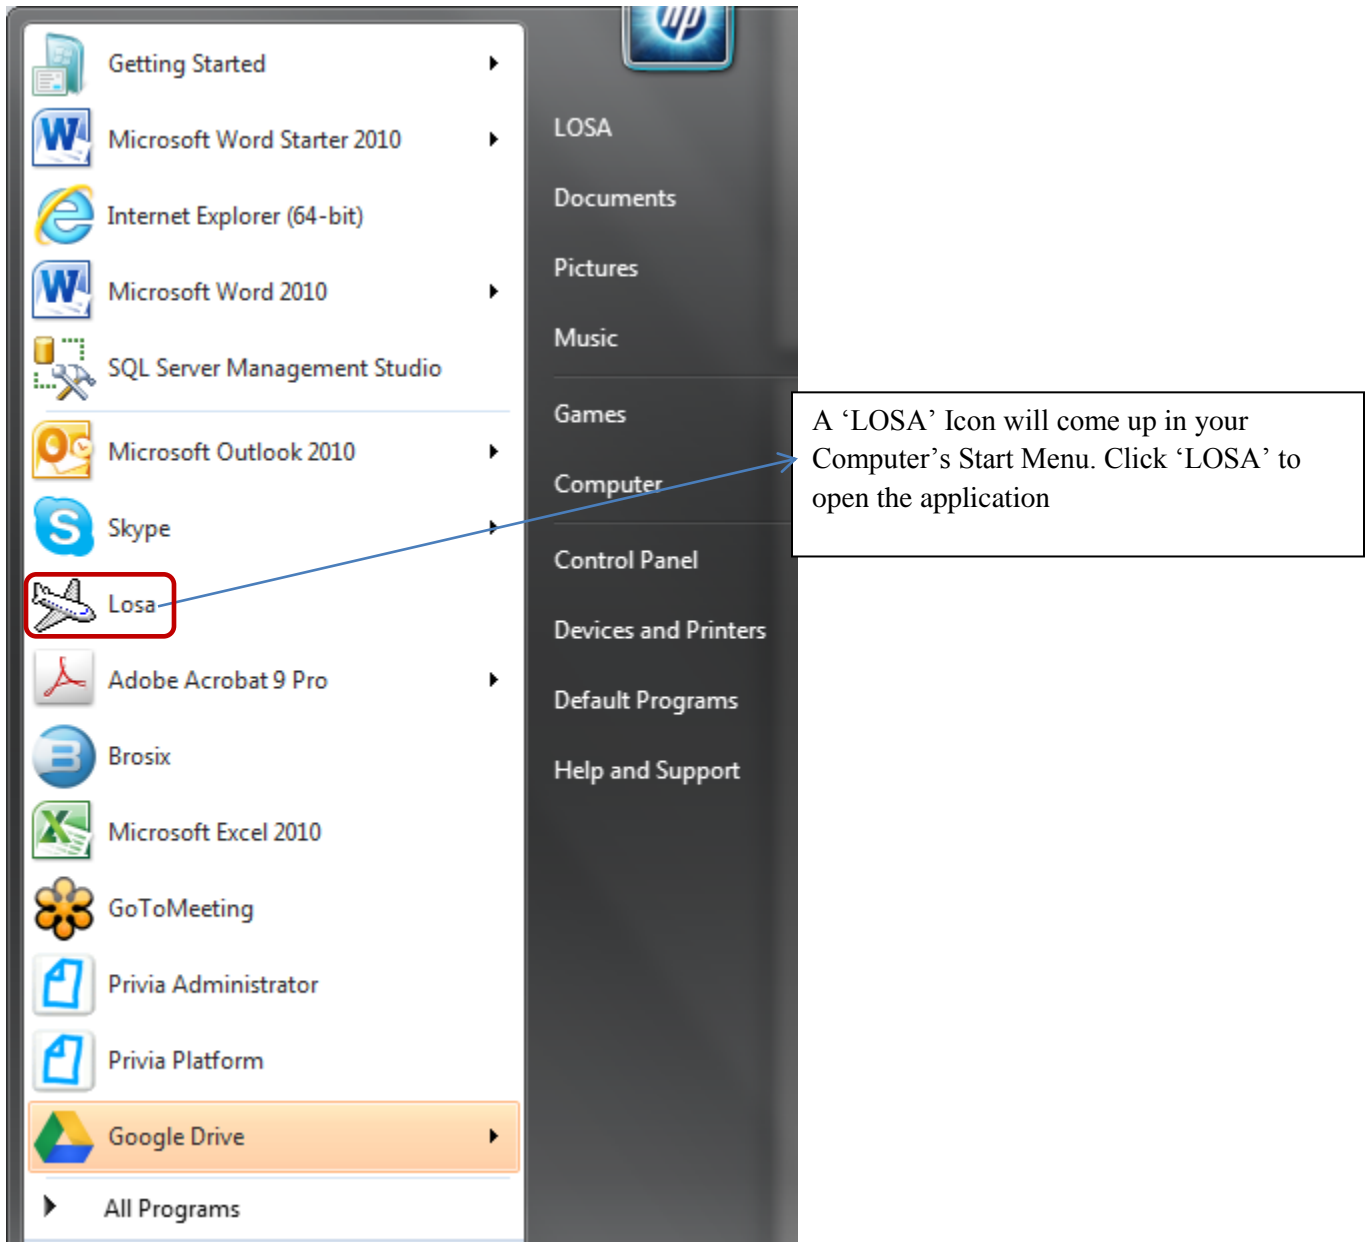 hp
Getting Started
Microsoft Word Starter 2010
Internet Explorer (64-bit)
Microsoft Word 2010
SQL Server Management Studio
Microsoft Outlook 2010
Skype
Losa
Adobe Acrobat 9 Pro
Brosix
Microsoft Excel 2010
GoToMeeting
Privia Administrator
Privia Platform
Google Drive
All Programs
LOSA
Documents
Pictures
Music
Games
Computer
Control Panel
Devices and Printers
Default Programs
Help and Support
A ‘LOSA’ Icon will come up in your
Computer’s Start Menu. Click ‘LOSA’ to
open the application